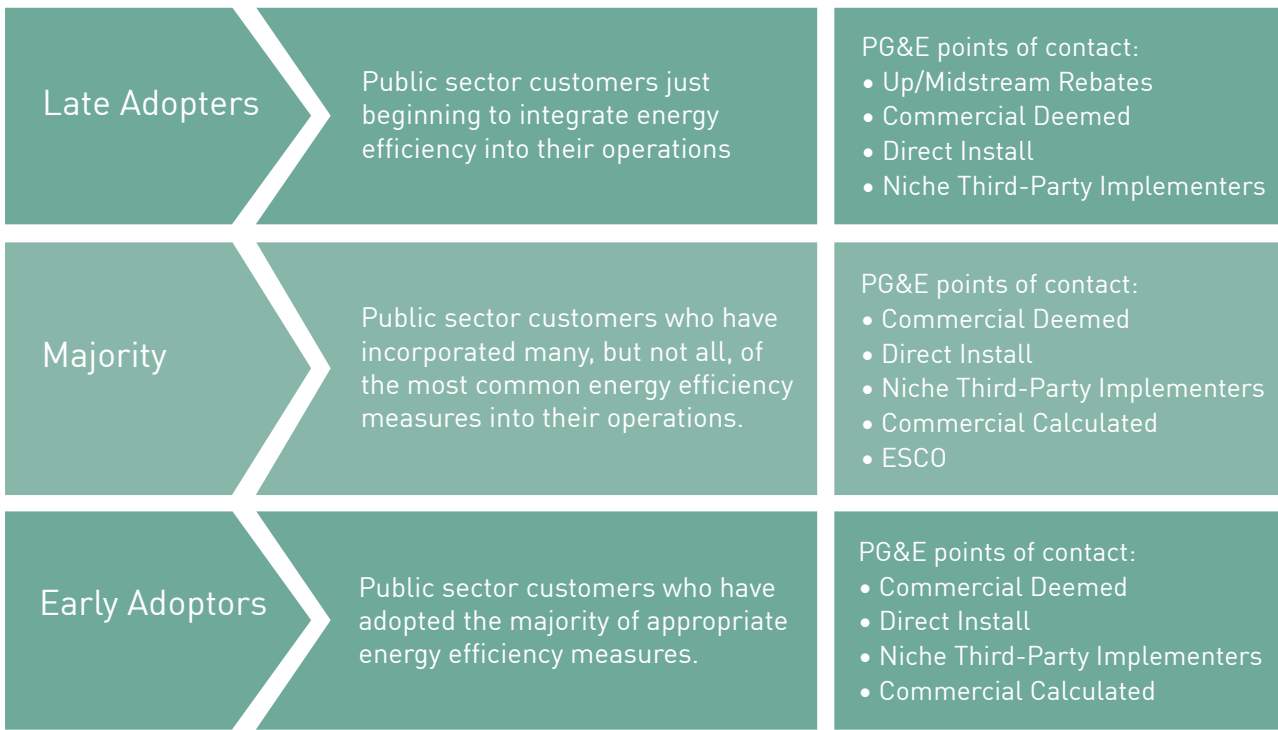 Late Adopters
Public sector customers just
beginning to integrate energy
efficiency into their operations
PG&E points of contact:
• Up/Midstream Rebates
• Commercial Deemed
• Direct Install
• Niche Third-Party Implementers
Majority
Public sector customers who have
incorporated many, but not all, of
the most common energy efficiency
measures into their operations.
PG&E points of contact:
• Commercial Deemed
• Direct Install
• Niche Third-Party Implementers
• Commercial Calculated
• ESCO
Early Adoptors
Public sector customers who have
adopted the majority of appropriate
energy efficiency measures.
PG&E points of contact:
• Commercial Deemed
• Direct Install
• Niche Third-Party Implementers
• Commercial Calculated